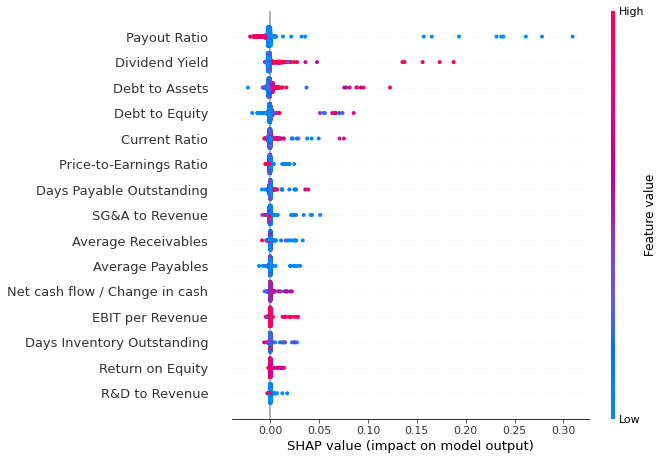 High
Payout Ratio
Dividend Yield
Debt to Assets
Debt to Equity
Current Ratio
Price-to-Earnings Ratio
Days Payable Outstanding
SG&A to Revenue
Average Receivables
Average Payables
Net cash flow / Change in cash
EBIT per Revenue
Days Inventory Outstanding
Return on Equity
R&D to Revenue
Feature value
Low
0.00 0.05 0.10 0.15 0.20 0.25 0.30
SHAP value (impact on model output)